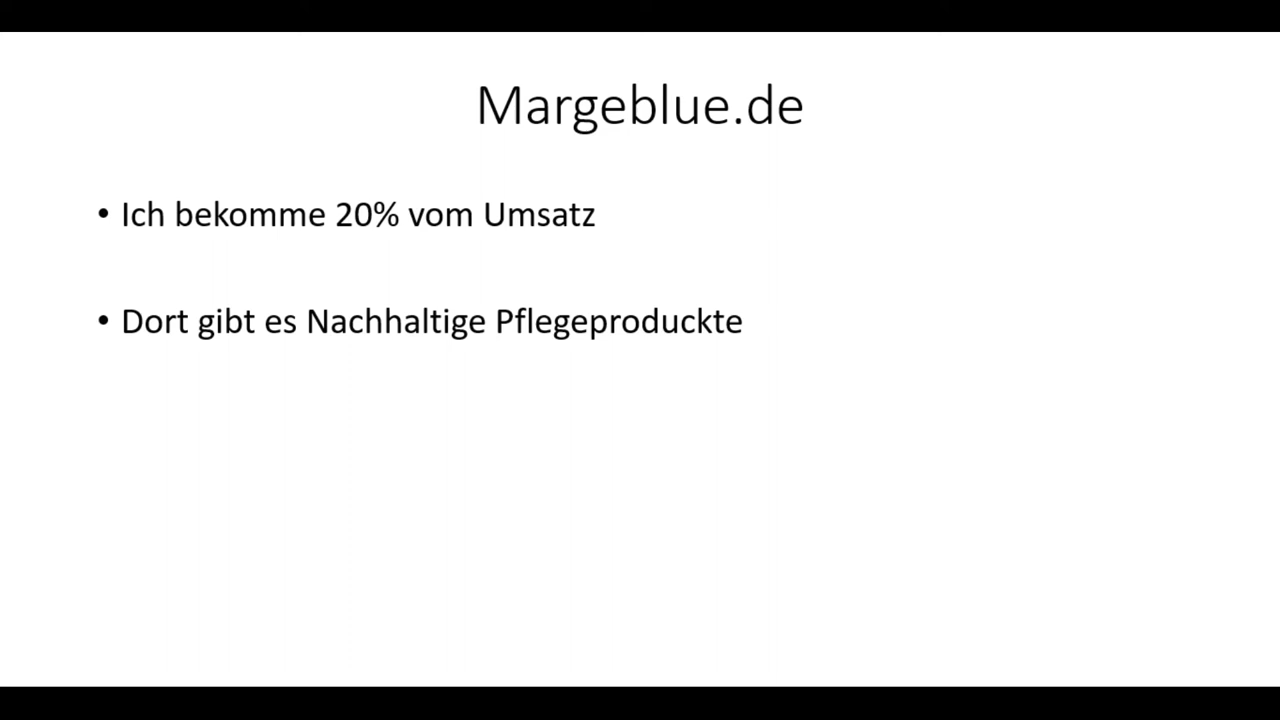 Margeblue.de
• Ich bekomme 20% vom Umsatz
• Dort gibt es Nachhaltige Pflegeproduckte